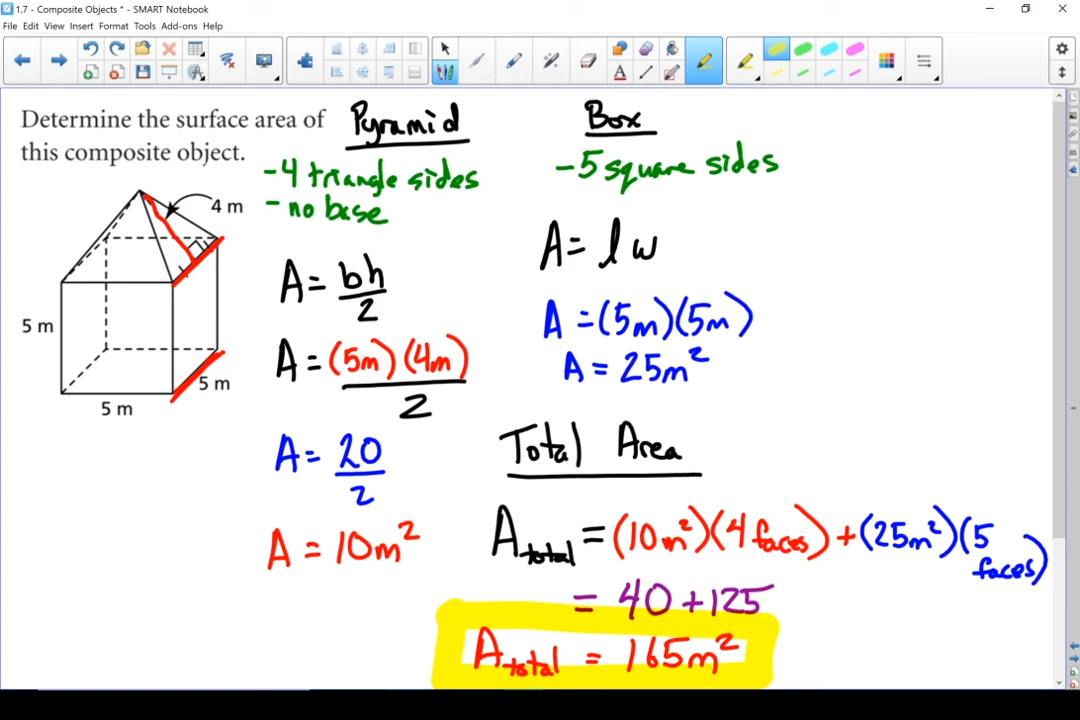 1.7 - Composite Objects * - SMART Notebook
File Edit View Insert Format Tools Add-ons Help
Determine the surface area of
this composite object.
4 m
5 m
5 m
5 m
Pyramid
- 4 triangle sides
- no base
A = bh/2
A = (5m)(4m)/2
A = 20/2
A = 10m²
Box
- 5 square sides
A = lw
A = (5m)(5m)
A = 25m²
Total Area
A total = (10m²)(4 faces) + (25m²)(5
faces)
= 40 + 125
A total = 165m²